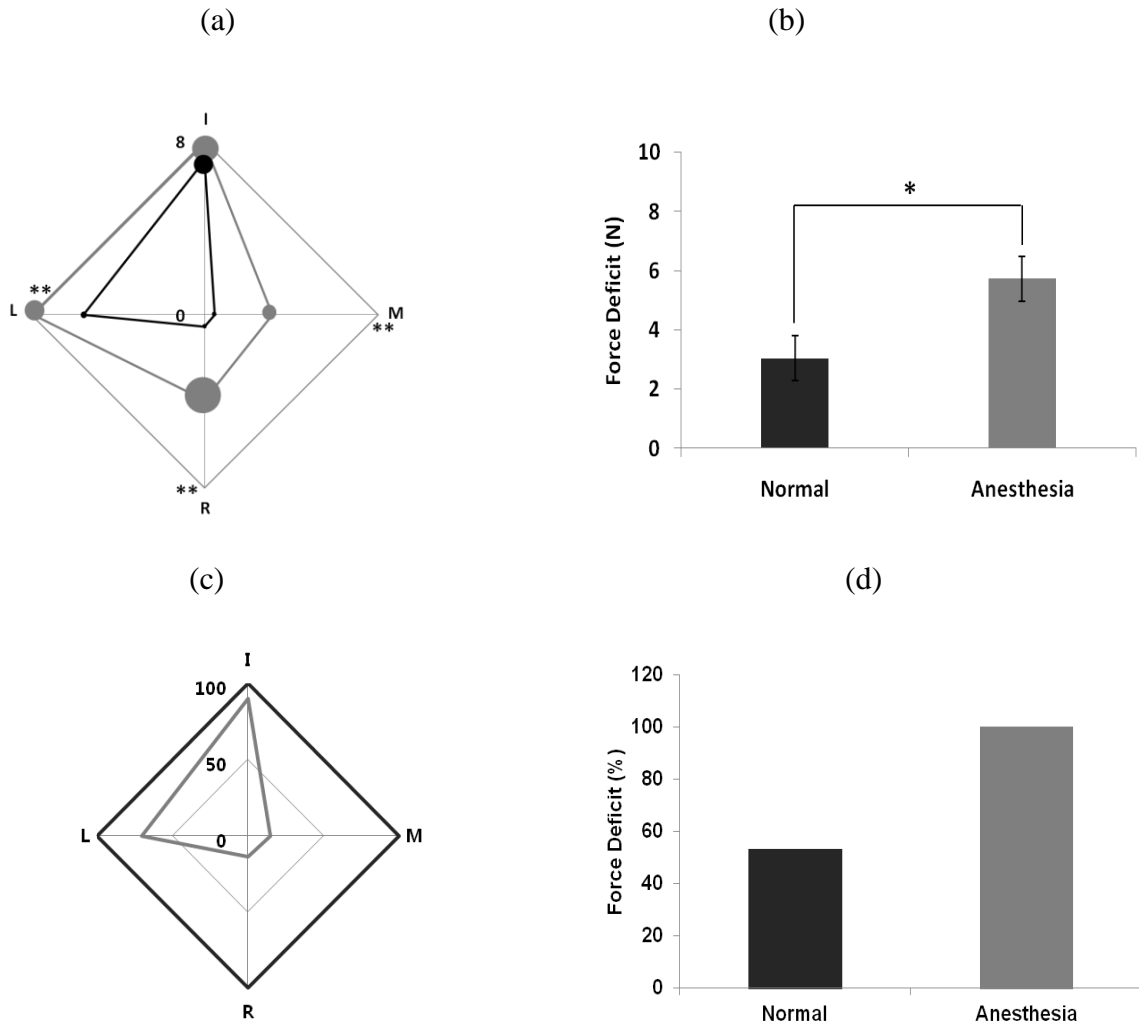 (a)
I
8
**
L
0
M
**
**
R
(b)
10
8
6
4
2
0
Force Deficit (N)
*
Normal Anesthesia
(c)
I
100
50
0
L
M
R
(d)
120
100
80
60
40
20
0
Force Deficit (%)
Normal Anesthesia